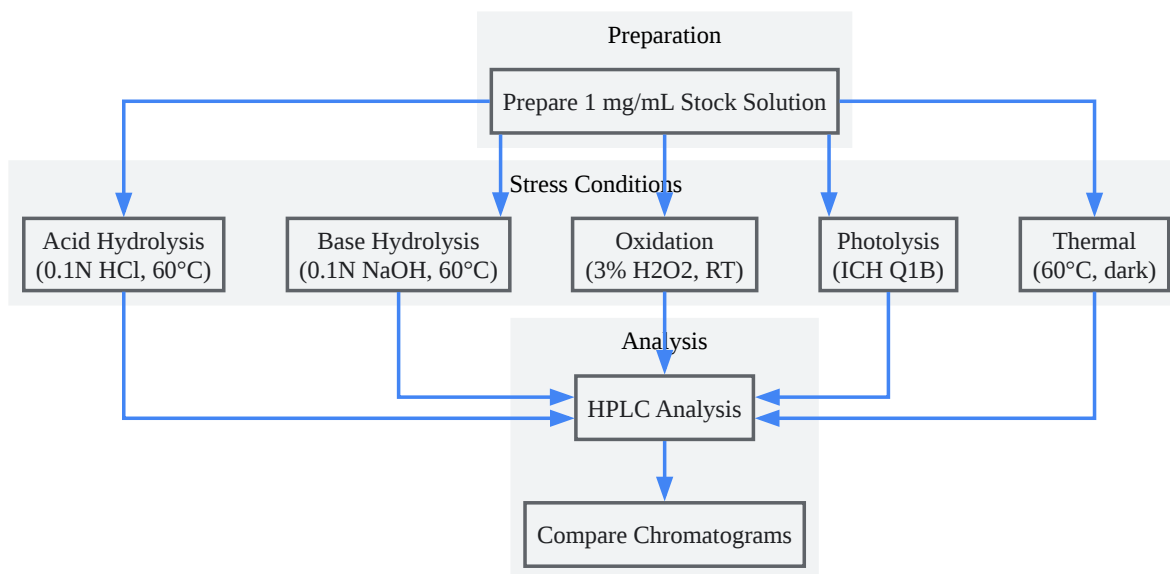 Preparation
Prepare 1 mg/mL Stock Solution
Stress Conditions
Acid Hydrolysis
(0.1N HCl, 60°C)
Base Hydrolysis
(0.1N NaOH, 60°C)
Oxidation
(3% H2O2, RT)
Photolysis
(ICH Q1B)
Thermal
(60°C, dark)
Analysis
HPLC Analysis
Compare Chromatograms